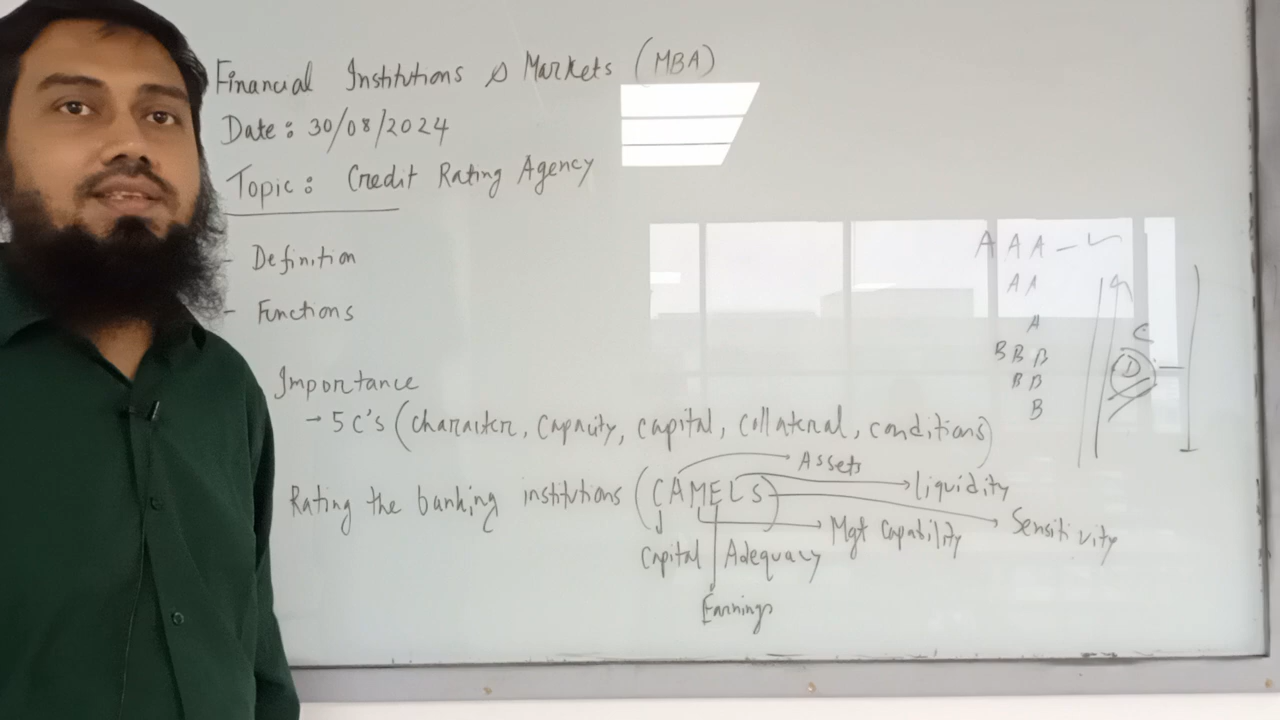 Financial Institutions & Markets (MBA)
Date: 30/08/2024
Topic: Credit Rating Agency
- Definition
- Functions
Importance
→ 5 C's (character, capacity, capital, collateral, conditions)
Rating the banking institutions (CAMELS)
Assets
liquidity
Sensitivity
Mgt capability
Capital Adequacy
Earnings
AAA - ✓
AA
A
BBB
BB
B
C
D